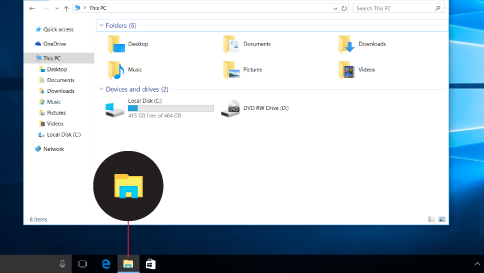 This PC
Search This PC
Quick access
OneDrive
This PC
Desktop
Documents
Downloads
Music
Pictures
Videos
Local Disk (C:)
Network
Folders (6)
Desktop
Documents
Downloads
Music
Pictures
Videos
Devices and drives (2)
Local Disk (C:)
415 GB free of 464 GB
DVD RW Drive (D:)
8 items